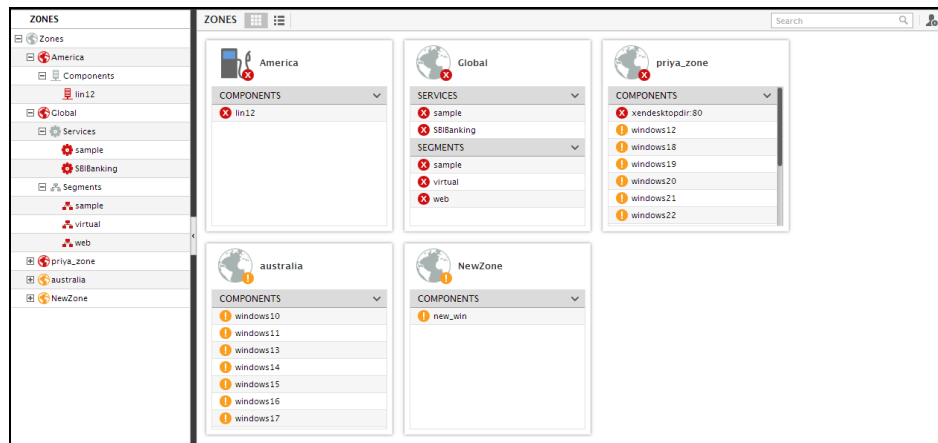 ZONES
Zones
America
Components
lin12
Global
Services
sample
SBIBanking
Segments
sample
virtual
web
priya_zone
australia
NewZone
ZONES
Search
America
COMPONENTS
lin12
Global
SERVICES
sample
SBIBanking
SEGMENTS
sample
virtual
web
priya_zone
COMPONENTS
xendesktopdir:80
windows12
windows18
windows19
windows20
windows21
windows22
australia
COMPONENTS
windows10
windows11
windows13
windows14
windows15
windows16
windows17
NewZone
COMPONENTS
new_win